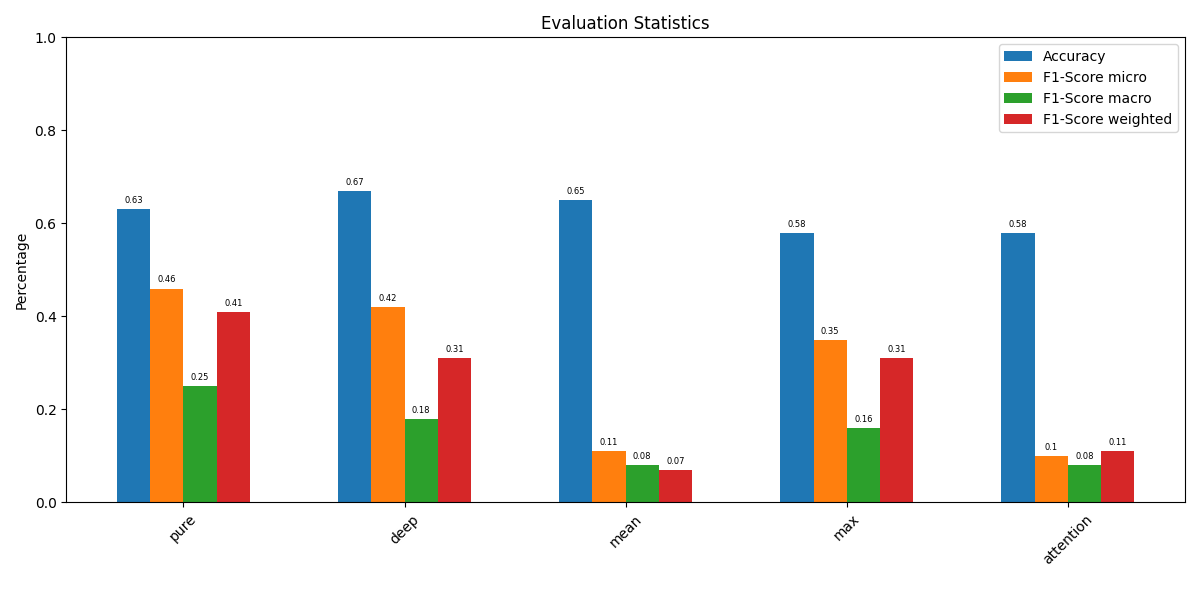 Evaluation Statistics
Percentage
1.0
0.8
0.6
0.4
0.2
0.0
Accuracy
F1-Score micro
F1-Score macro
F1-Score weighted
0.63
0.46
0.25
0.41
0.67
0.42
0.18
0.31
0.65
0.11
0.08
0.07
0.58
0.35
0.16
0.31
0.58
0.1
0.08
0.11
pure
deep
mean
max
attention